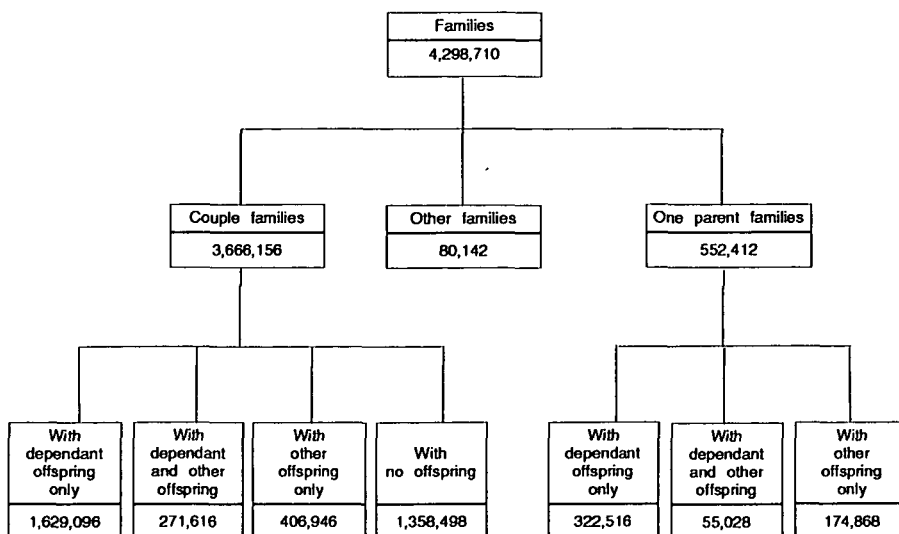 Families
4,298,710
Couple families
3,666,156
Other families
80,142
One parent families
552,412
With
dependant
offspring
only
1,629,096
With
dependant
and other
offspring
271,616
With
other
offspring
only
406,946
With
no offspring
1,358,498
With
dependant
offspring
only
322,516
With
dependant
and other
offspring
55,028
With
other
offspring
only
174,868